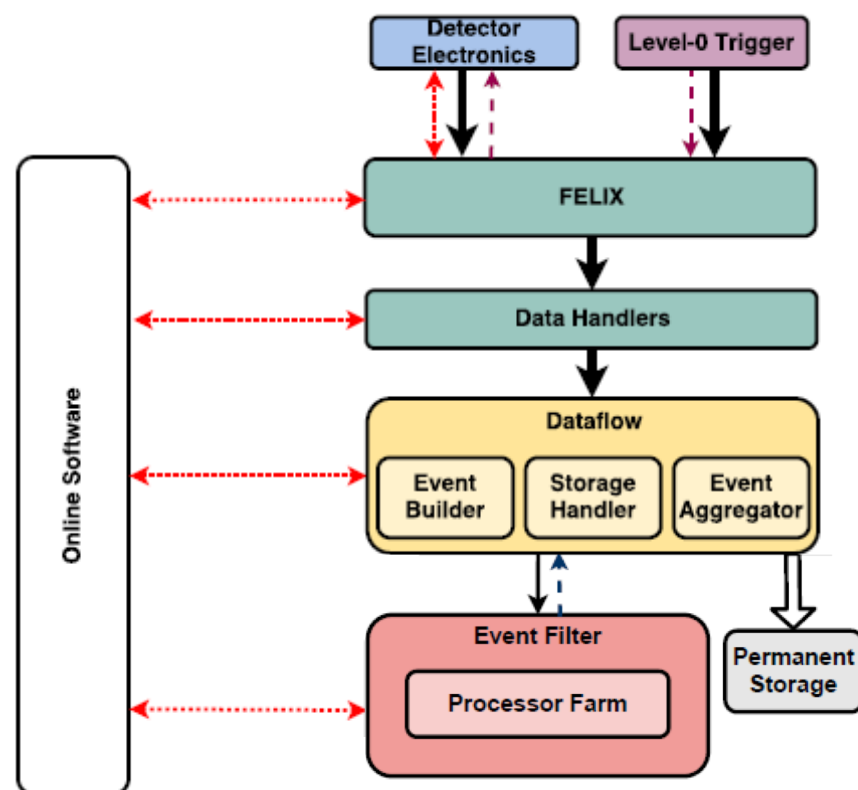 Detector
Electronics
Level-0 Trigger
FELIX
Data Handlers
Online Software
Dataflow
Event
Builder
Storage
Handler
Event
Aggregator
Event Filter
Processor Farm
Permanent
Storage